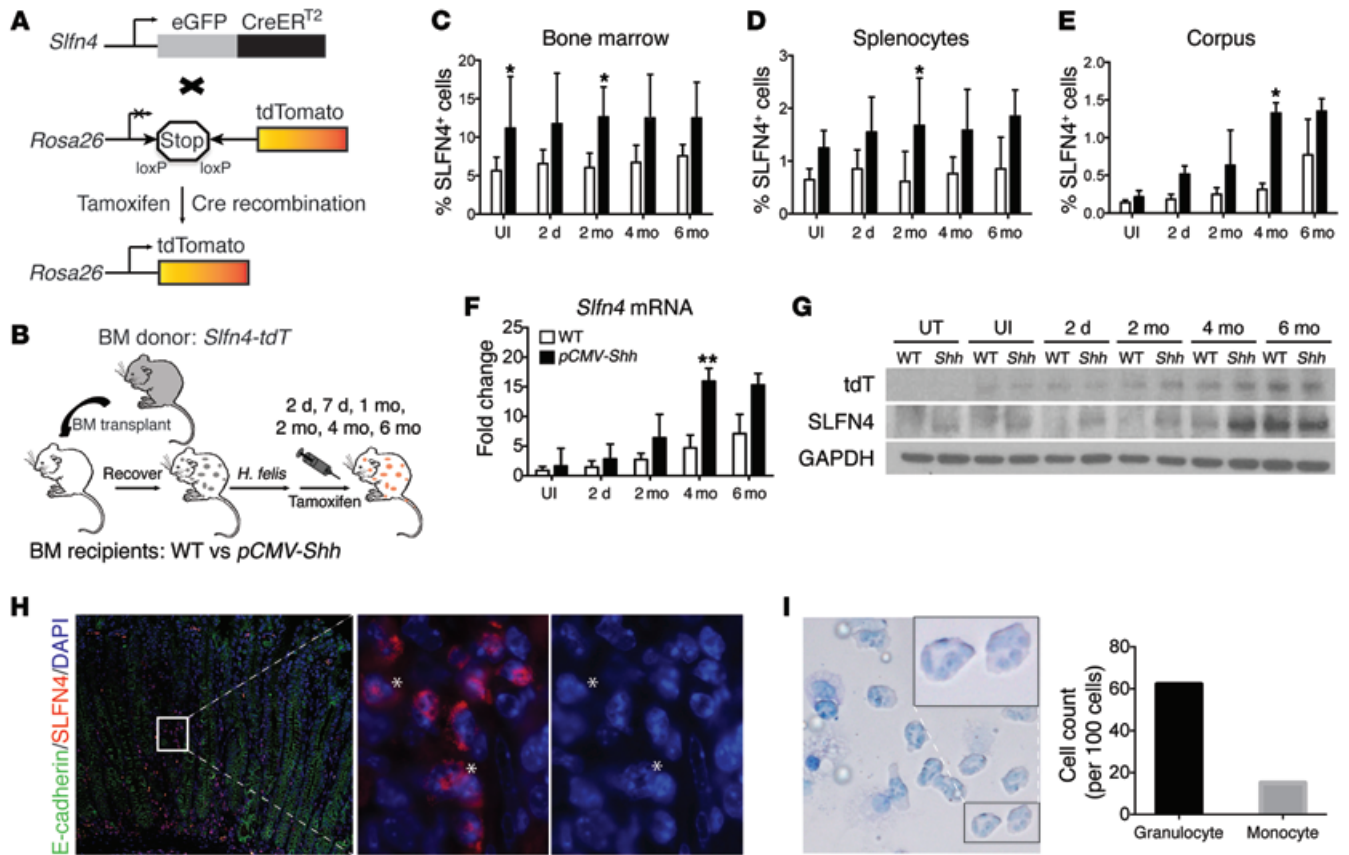 A
Slfn4
eGFP CreERT2
Rosa26
Stop
loxP loxP
tdTomato
Tamoxifen Cre recombination
tdTomato
Rosa26
B
BM donor: Slfn4-tdT
BM transplant
Recover
H. felis
2 d, 7 d, 1 mo,
2 mo, 4 mo, 6 mo
Tamoxifen
BM recipients: WT vs pCMV-Shh
C
Bone marrow
% SLFN4+ cells
20
15
10
5
0
* *
UI 2 d 2 mo 4 mo 6 mo
D
Splenocytes
% SLFN4+ cells
3
2
1
0
*
UI 2 d 2 mo 4 mo 6 mo
E
Corpus
% SLFN4+ cells
2.0
1.5
1.0
0.5
0.0
*
UI 2 d 2 mo 4 mo 6 mo
F
Slfn4 mRNA
Fold change
25
20
15
10
5
0
WT
pCMV-Shh
**
UI 2 d 2 mo 4 mo 6 mo
G
UT UI 2 d 2 mo 4 mo 6 mo
WT Shh WT Shh WT Shh WT Shh WT Shh WT Shh
tdT
SLFN4
GAPDH
H
E-cadherin/SLFN4/DAPI
* *
* *
I
Cell count
(per 100 cells)
80
60
40
20
0
Granulocyte Monocyte